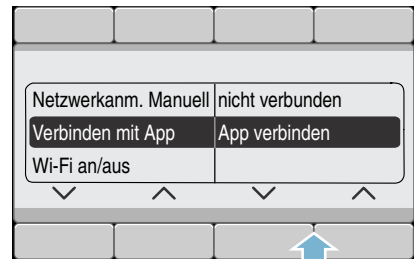 Netzwerkanm. Manuell nicht verbunden
Verbinden mit App App verbinden
Wi-Fi an/aus